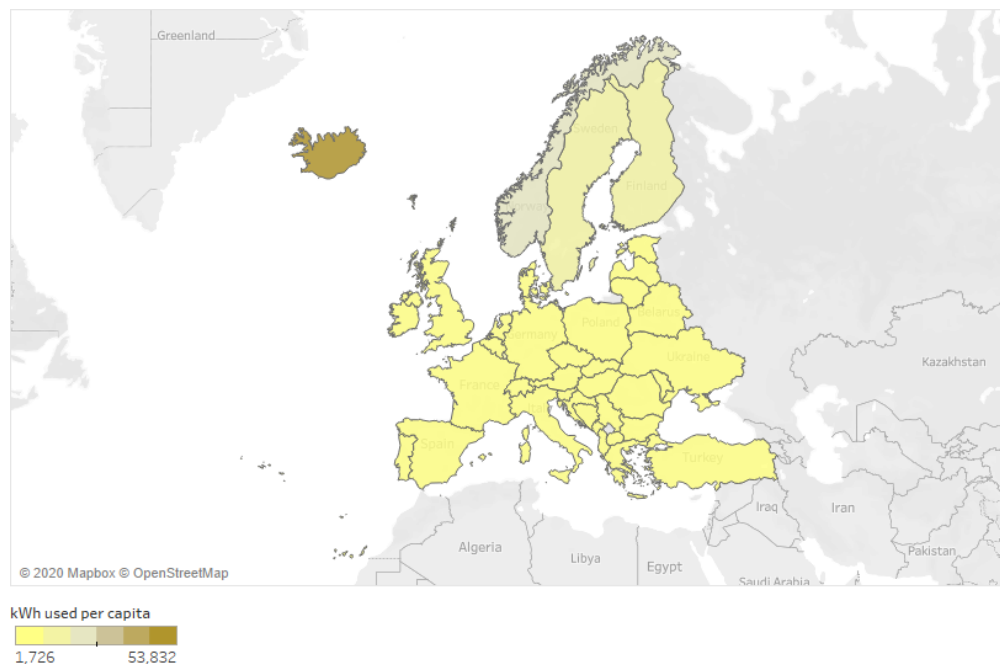 Greenland
Sweden
Finland
Norway
Belarus
Poland
Germany
Ukraine
Kazakhstan
France
Spain
Turkey
Iraq
Iran
Algeria
Libya
Egypt
Pakistan
Saudi Arabia
© 2020 Mapbox © OpenStreetMap
kWh used per capita
1,726 53,832